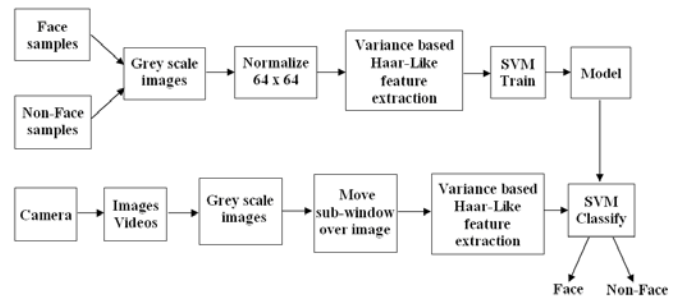 Face
samples
Non-Face
samples
Grey scale
images
Normalize
64 x 64
Variance based
Haar-Like
feature
extraction
SVM
Train
Model
Camera
Images
Videos
Grey scale
images
Move
sub-window
over image
Variance based
Haar-Like
feature
extraction
SVM
Classify
Face
Non-Face